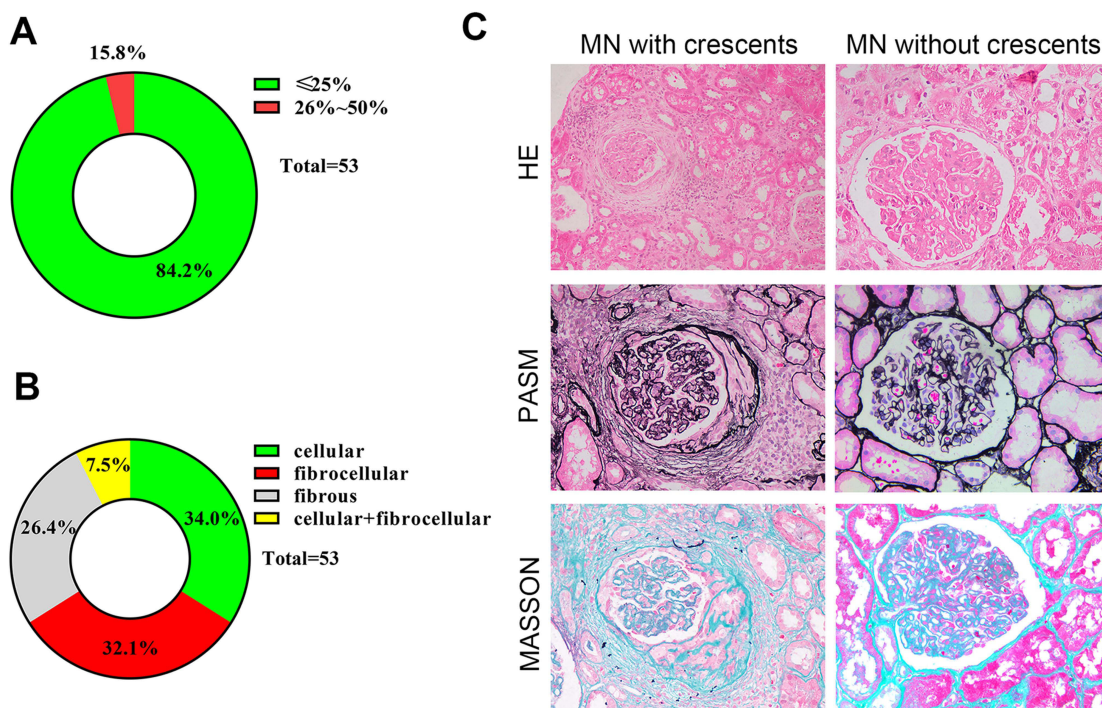 A
15.8%
⩽25%
26%~50%
Total=53
84.2%
B
7.5%
cellular
fibrocellular
fibrous
cellular+fibrocellular
34.0%
26.4%
Total=53
32.1%
C
MN with crescents
MN without crescents
HE
PASM
MASSON